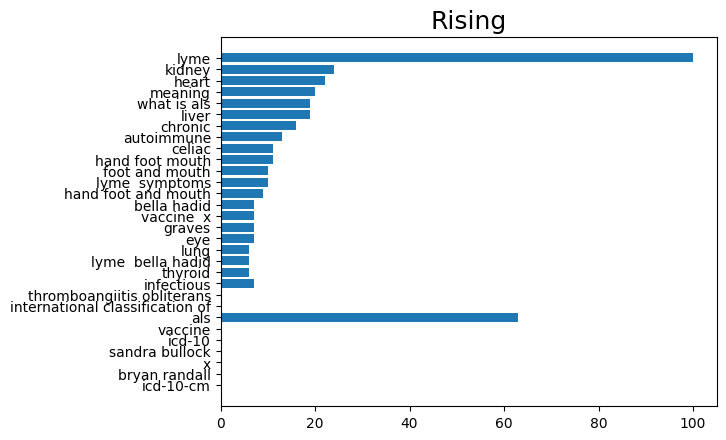 Rising
lyme
kidney
heart
meaning
what is als
liver
chronic
autoimmune
celiac
hand foot mouth
foot and mouth
lyme  symptoms
hand foot and mouth
bella hadid
vaccine  x
graves
eye
lung
lyme  bella hadid
thyroid
infectious
thromboangiitis obliterans
international classification of
als
vaccine
icd-10
sandra bullock
x
bryan randall
icd-10-cm
0 20 40 60 80 100